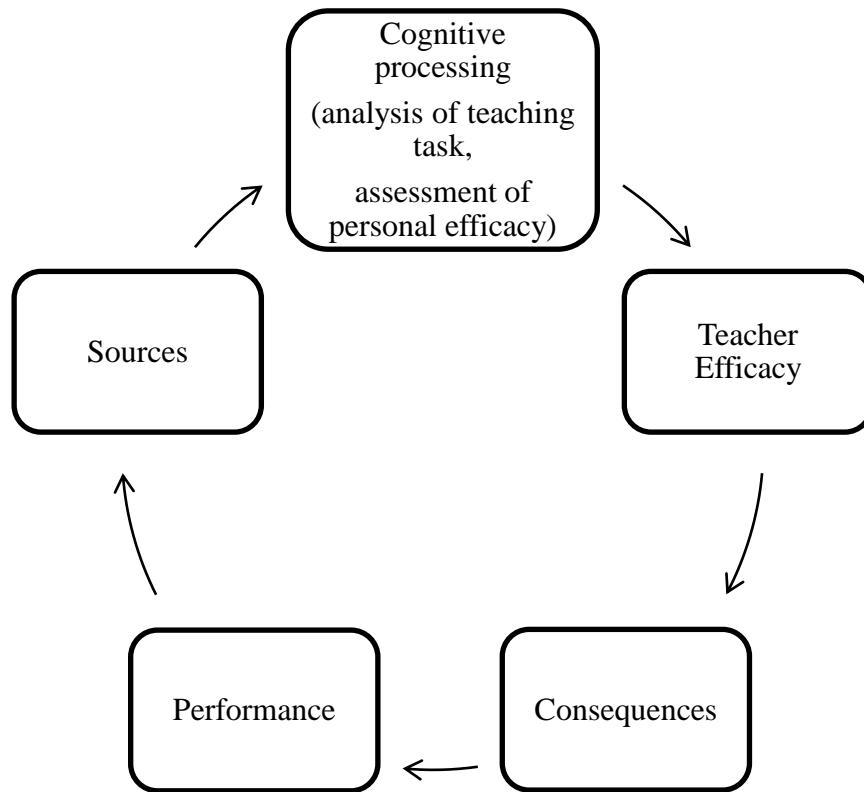 Cognitive
processing
(analysis of teaching
task,
assessment of
personal efficacy)
Teacher
Efficacy
Consequences
Performance
Sources